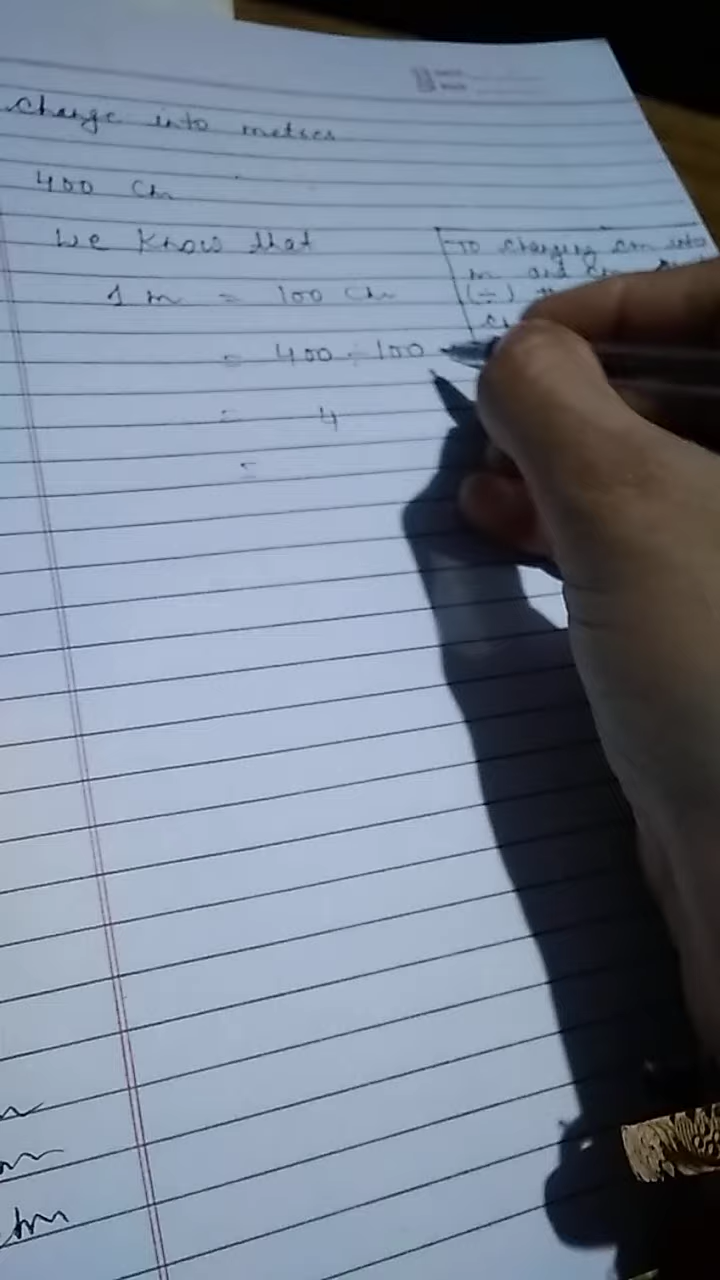 Change into metres
400 Cm
We Know that
1 m = 100 Cm
= 400 ÷ 100
= 4
=
To changing cm into
m and cm
(÷)